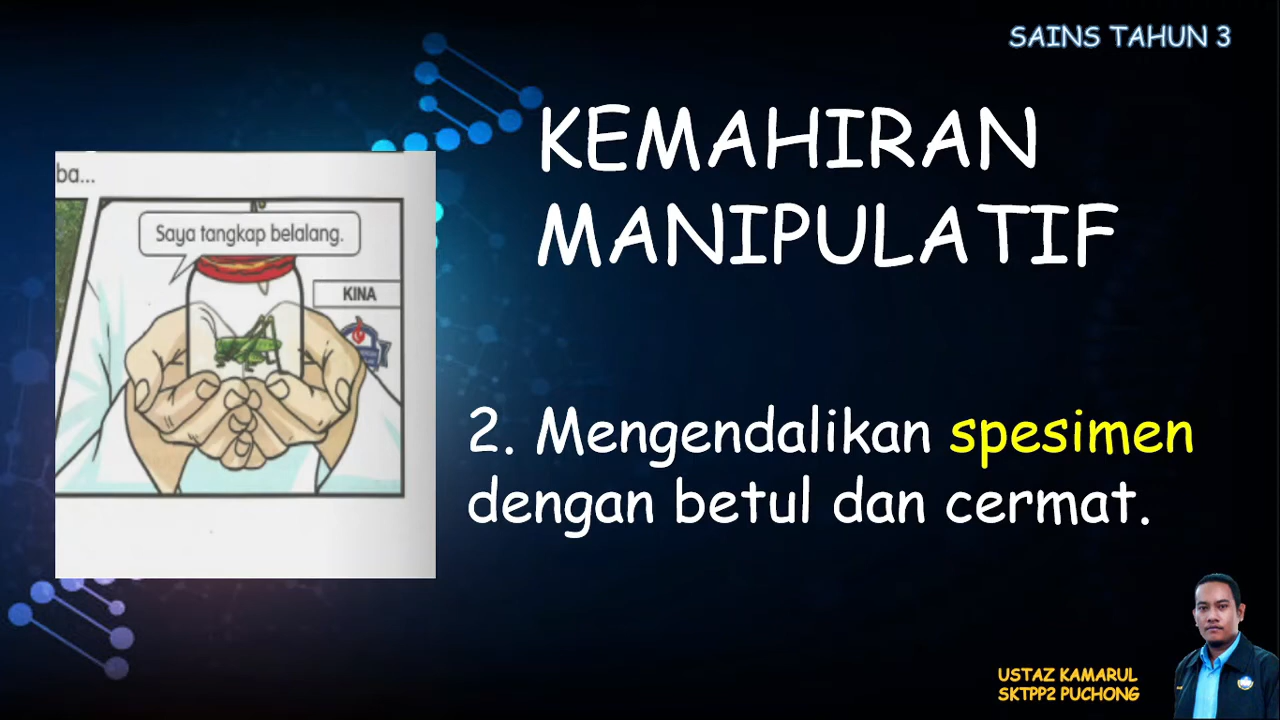 SAINS TAHUN 3
KEMAHIRAN
MANIPULATIF
ba...
Saya tangkap belalang.
KINA
2. Mengendalikan spesimen
dengan betul dan cermat.
USTAZ KAMARUL
SKTPP2 PUCHONG